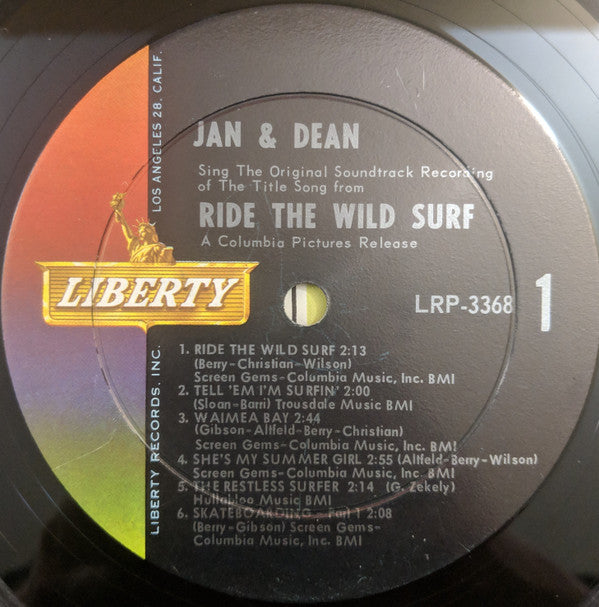 JAN & DEAN
Sing The Original Soundtrack Recording
of The Title Song from
RIDE THE WILD SURF
A Columbia Pictures Release
LIBERTY
LRP-3368 1
1. RIDE THE WILD SURF 2:13
(Berry-Christian-Wilson)
Screen Gems-Columbia Music, Inc. BMI
2. TELL 'EM I'M SURFIN' 2:00
(Sloan-Barri) Trousdale Music BMI
3. WAIMEA BAY 2:44
(Gibson-Altfeld-Berry-Christian)
Screen Gems-Columbia Music, Inc. BMI
4. SHE'S MY SUMMER GIRL 2:55 (Altfeld-Berry-Wilson)
Screen Gems-Columbia Music, Inc. BMI
5. THE RESTLESS SURFER 2:14 (G. Zekely)
Hullabloo Music BMI
6. SKATEBOARDING - Part 1 2:08
(Berry-Gibson) Screen Gems-
Columbia Music, Inc. BMI
LIBERTY RECORDS, INC. LOS ANGELES 28, CALIF.